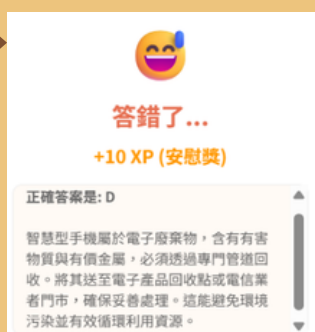 答錯了...
+10 XP (安慰獎)
正確答案是: D
智慧型手機屬於電子廢棄物，含有有害
物質與有價金屬，必須透過專門管道回
收。將其送至電子產品回收點或電信業
者門市，確保妥善處理。這能避免環境
污染並有效循環利用資源。